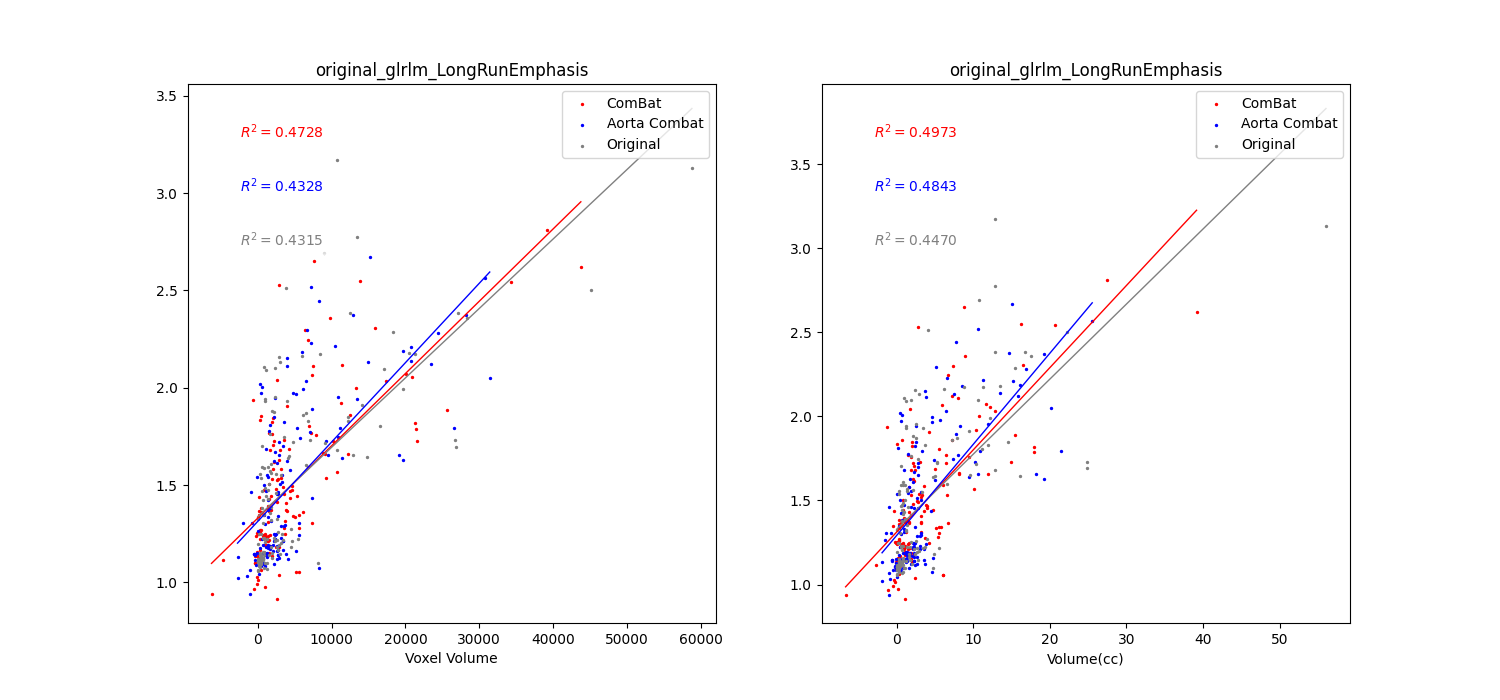 original_glrlm_LongRunEmphasis
3.5
3.0
2.5
2.0
1.5
1.0
R² = 0.4728
R² = 0.4328
R² = 0.4315
ComBat
Aorta Combat
Original
0 10000 20000 30000 40000 50000 60000
Voxel Volume
original_glrlm_LongRunEmphasis
3.5
3.0
2.5
2.0
1.5
1.0
R² = 0.4973
R² = 0.4843
R² = 0.4470
ComBat
Aorta Combat
Original
0 10 20 30 40 50
Volume(cc)